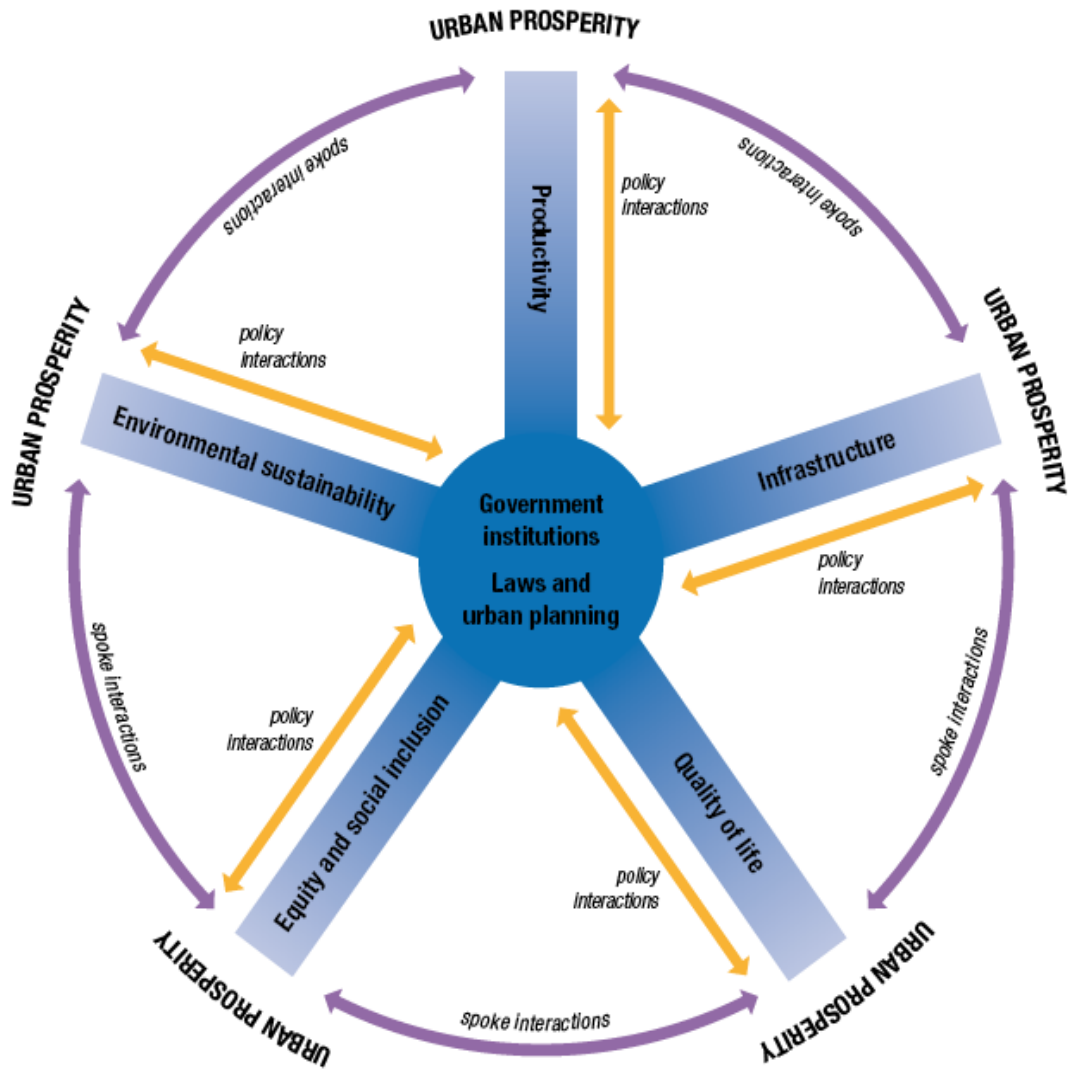 URBAN PROSPERITY
spoke interactions
spoke interactions
Productivity
policy
interactions
URBAN PROSPERITY
URBAN PROSPERITY
policy
interactions
Environmental sustainability
Infrastructure
Government
institutions
Laws and
urban planning
policy
interactions
spoke interactions
spoke interactions
policy
interactions
Equity and social inclusion
Quality of life
policy
interactions
URBAN PROSPERITY
URBAN PROSPERITY
spoke interactions